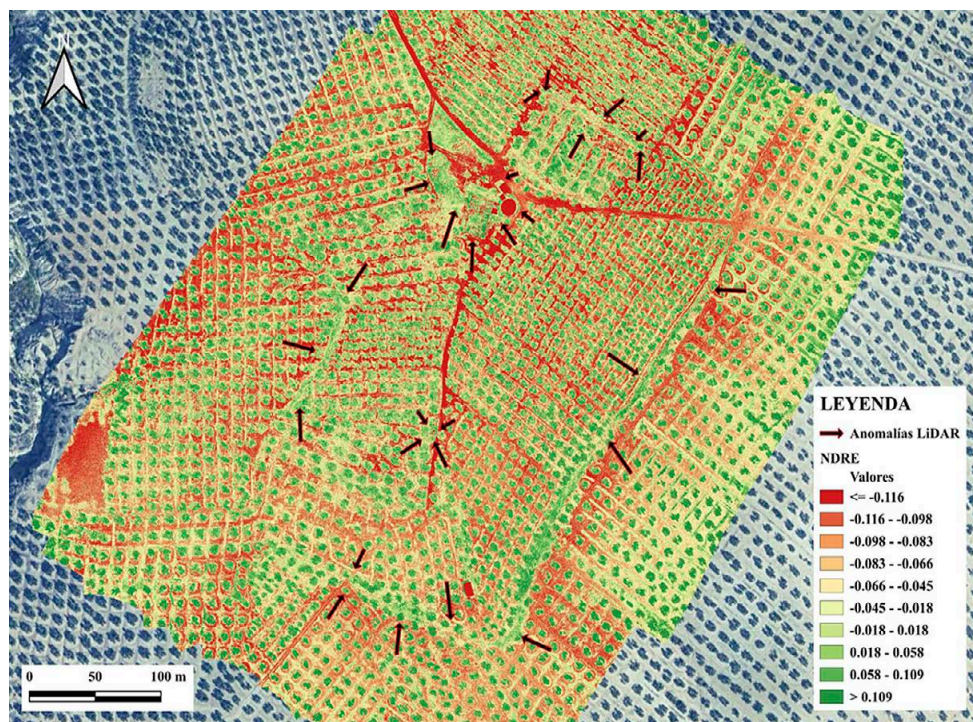 N
LEYENDA
Anomalías LiDAR
NDRE
Valores
<= -0.116
-0.116 - -0.098
-0.098 - -0.083
-0.083 - -0.066
-0.066 - -0.045
-0.045 - -0.018
-0.018 - 0.018
0.018 - 0.058
0.058 - 0.109
> 0.109
0 50 100 m